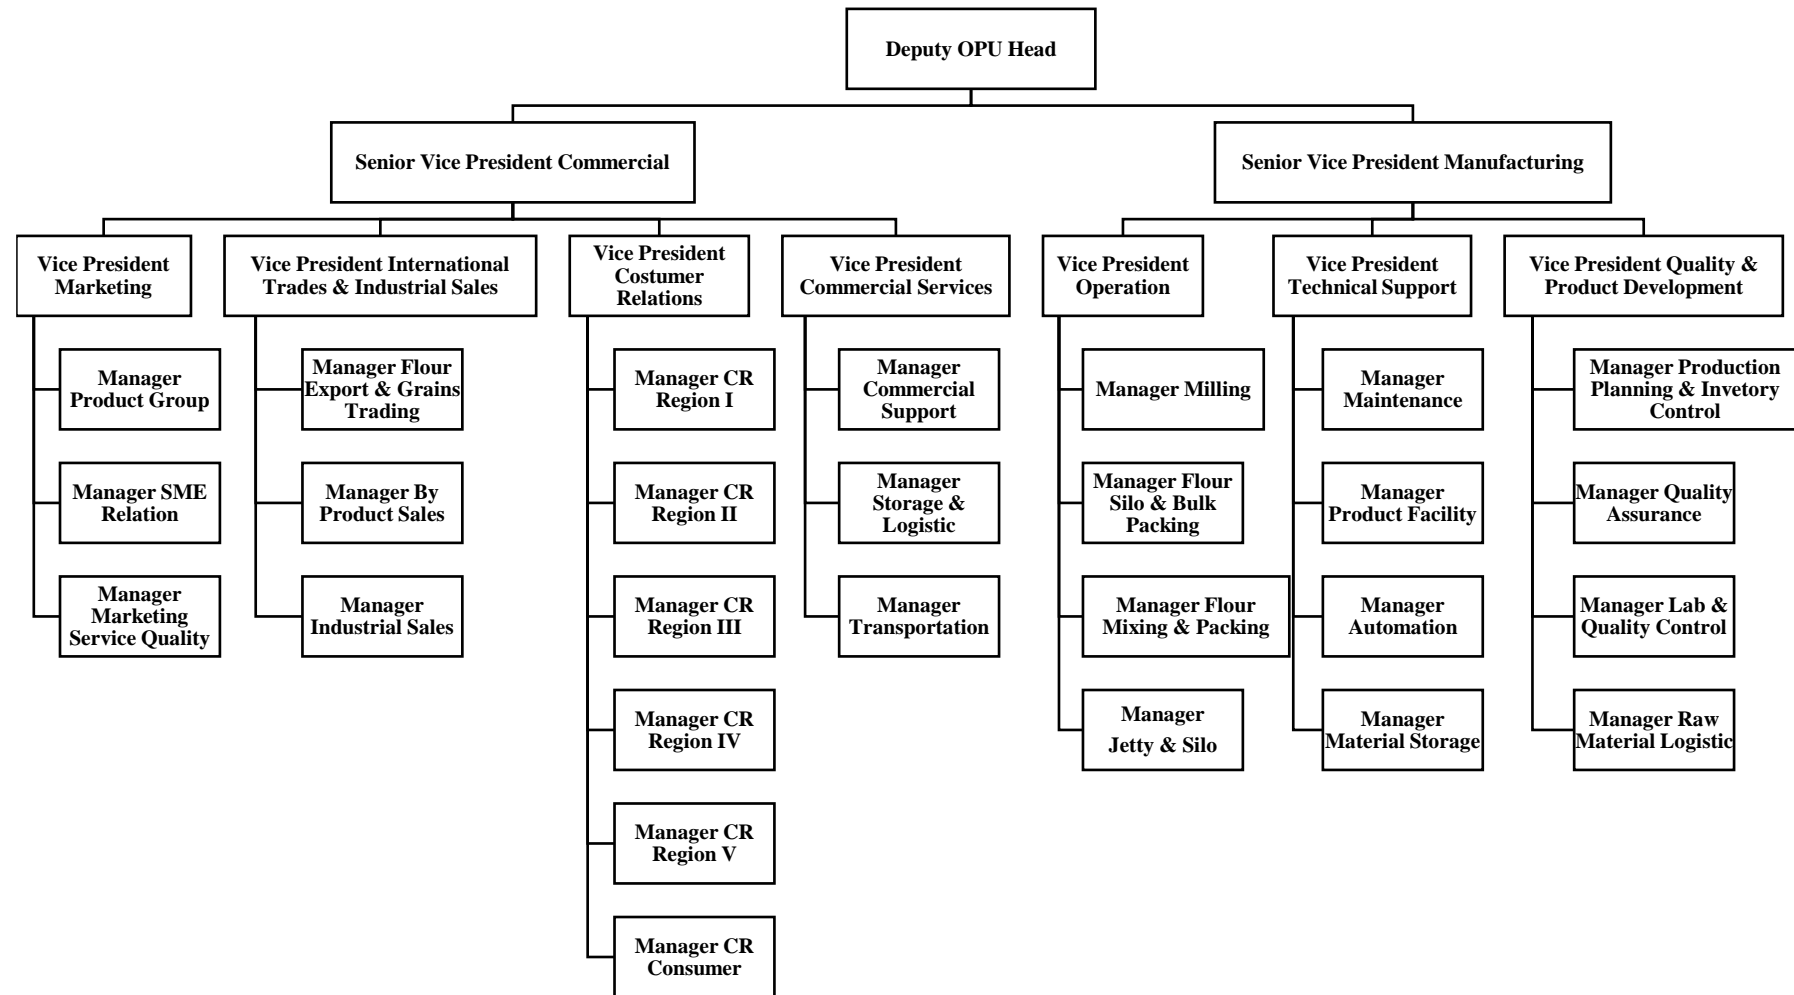 Deputy OPU Head
Senior Vice President Commercial
Senior Vice President Manufacturing
Vice President
Marketing
Vice President International
Trades & Industrial Sales
Vice President
Costumer
Relations
Vice President
Commercial Services
Vice President
Operation
Vice President
Technical Support
Vice President Quality &
Product Development
Manager
Product Group
Manager SME
Relation
Manager
Marketing
Service Quality
Manager Flour
Export & Grains
Trading
Manager By
Product Sales
Manager
Industrial Sales
Manager CR
Region I
Manager CR
Region II
Manager CR
Region III
Manager CR
Region IV
Manager CR
Region V
Manager CR
Consumer
Manager
Commercial
Support
Manager
Storage &
Logistic
Manager
Transportation
Manager Milling
Manager Flour
Silo & Bulk
Packing
Manager Flour
Mixing & Packing
Manager
Jetty & Silo
Manager
Maintenance
Manager
Product Facility
Manager
Automation
Manager
Material Storage
Manager Production
Planning & Invetory
Control
Manager Quality
Assurance
Manager Lab &
Quality Control
Manager Raw
Material Logistic